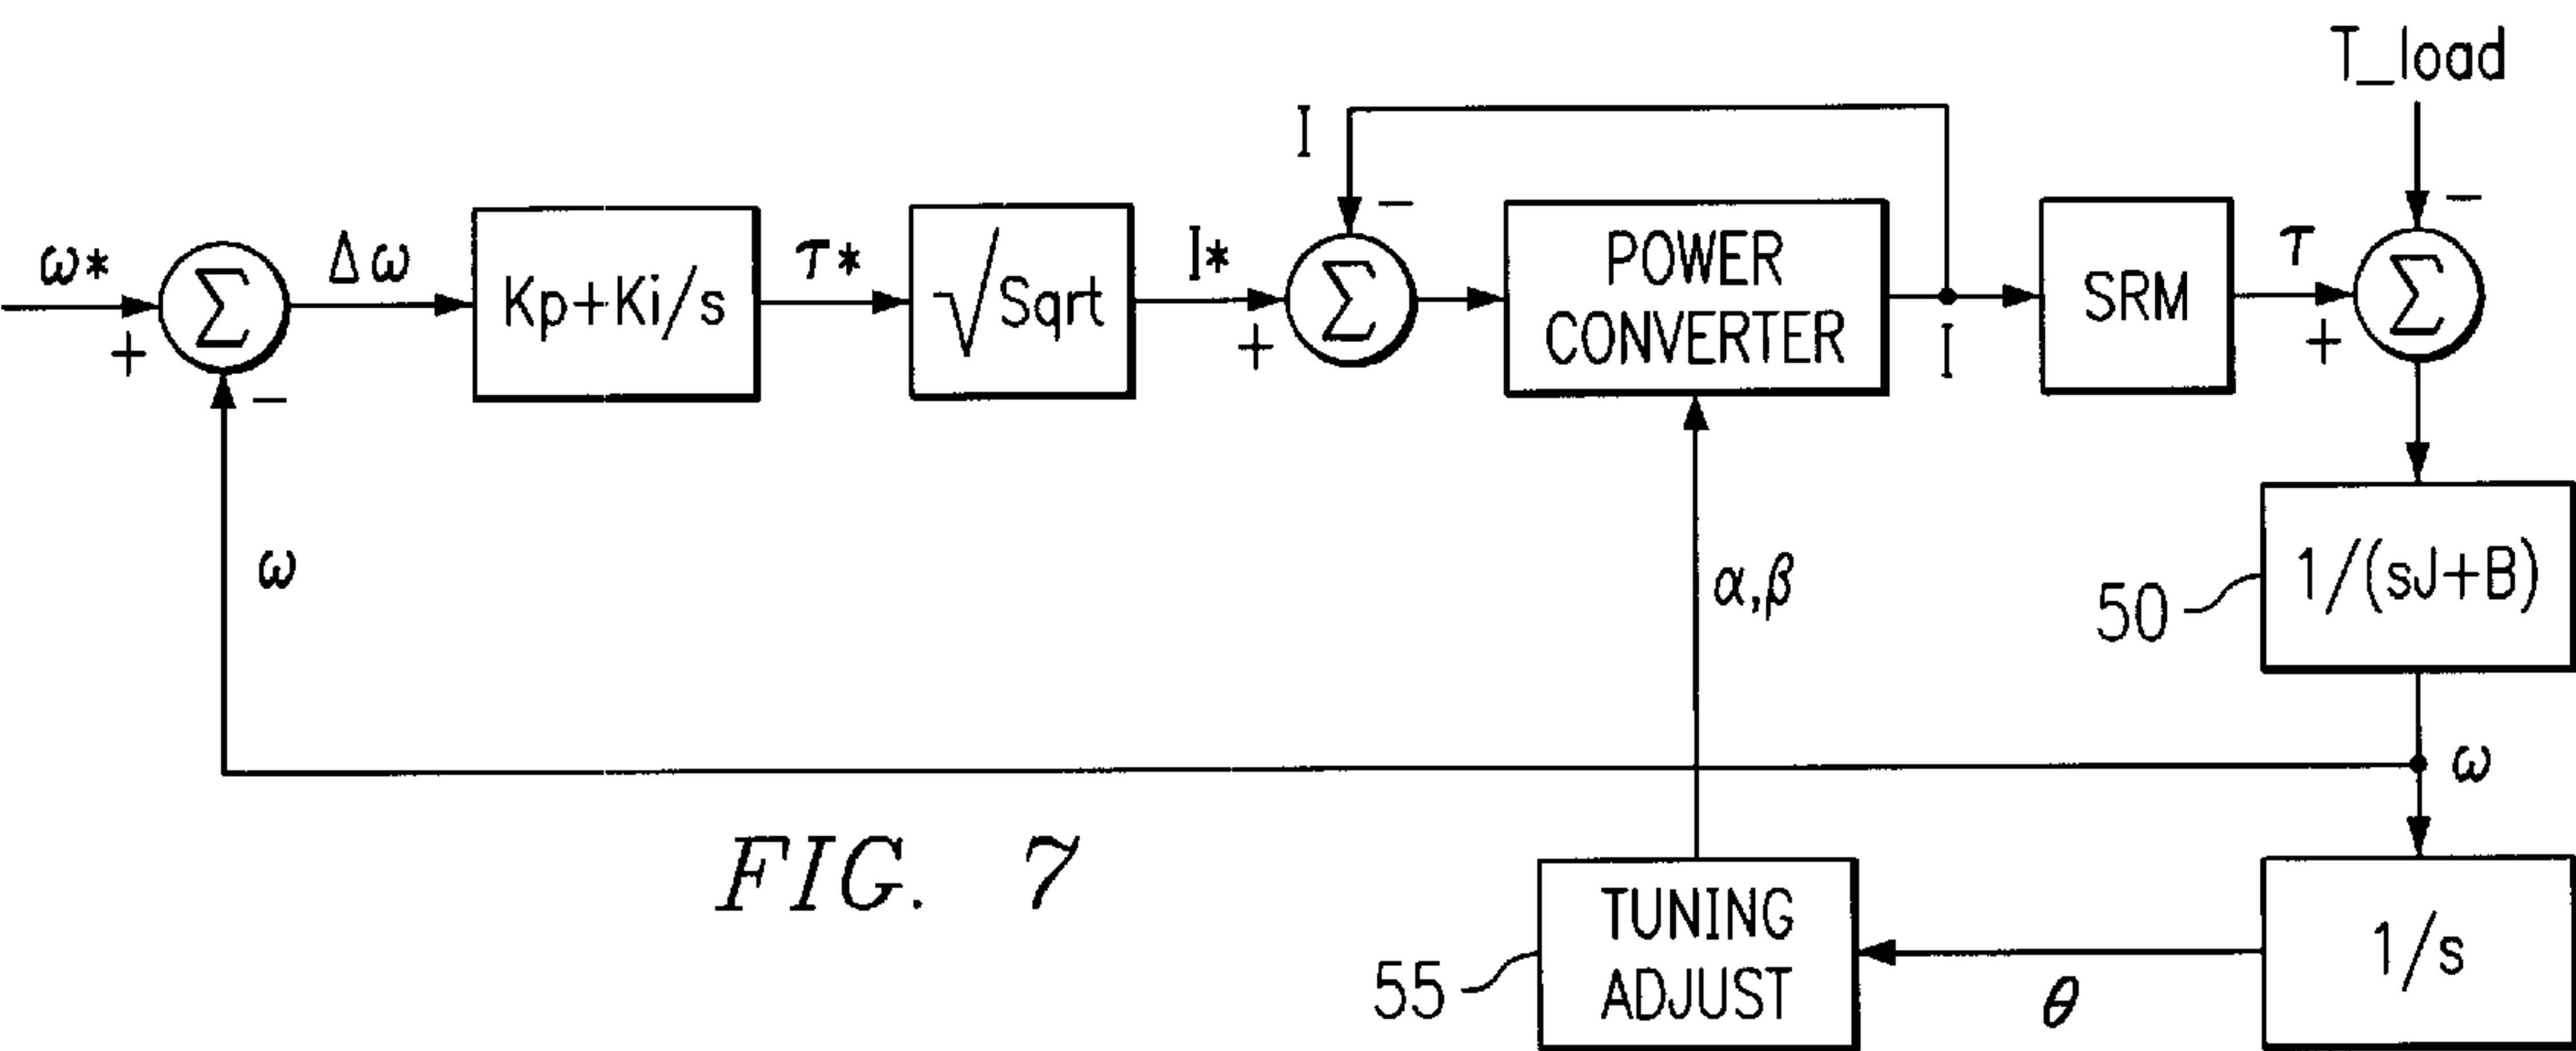 T_load
I
−
−
ω*
Σ
Δω
Kp+Ki/s
τ*
√Sqrt
I*
Σ
POWER
CONVERTER
SRM
τ
Σ
+
+
I
+
−
ω
α,β
50
1/(sJ+B)
ω
FIG. 7
TUNING
ADJUST
55
θ
1/s